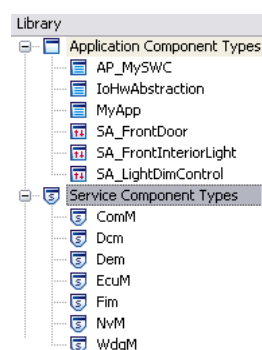 Library
Application Component Types
AP_MySWC
IoHwAbstraction
MyApp
SA_FrontDoor
SA_FrontInteriorLight
SA_LightDimControl
Service Component Types
ComM
Dcm
Dem
EcuM
Fim
NvM
WdgM